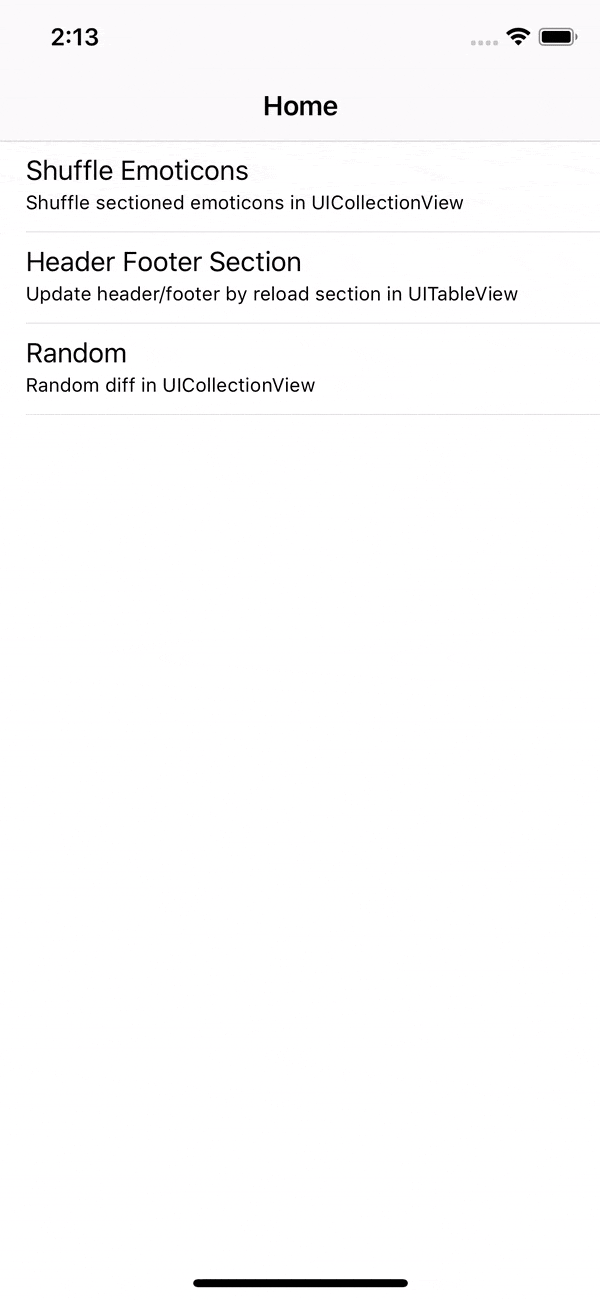 2:13
Home
Shuffle Emoticons
Shuffle sectioned emoticons in UICollectionView
Header Footer Section
Update header/footer by reload section in UITableView
Random
Random diff in UICollectionView